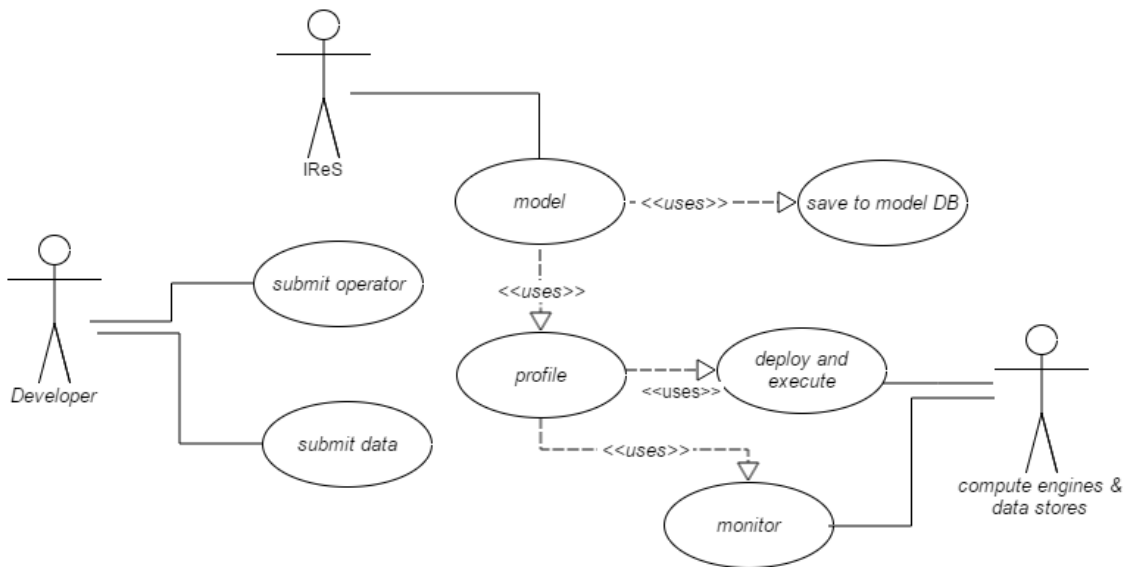 IReS
model
<<uses>>
save to model DB
submit operator
<<uses>>
Developer
profile
<<uses>>
deploy and
execute
submit data
<<uses>>
compute engines &
data stores
monitor